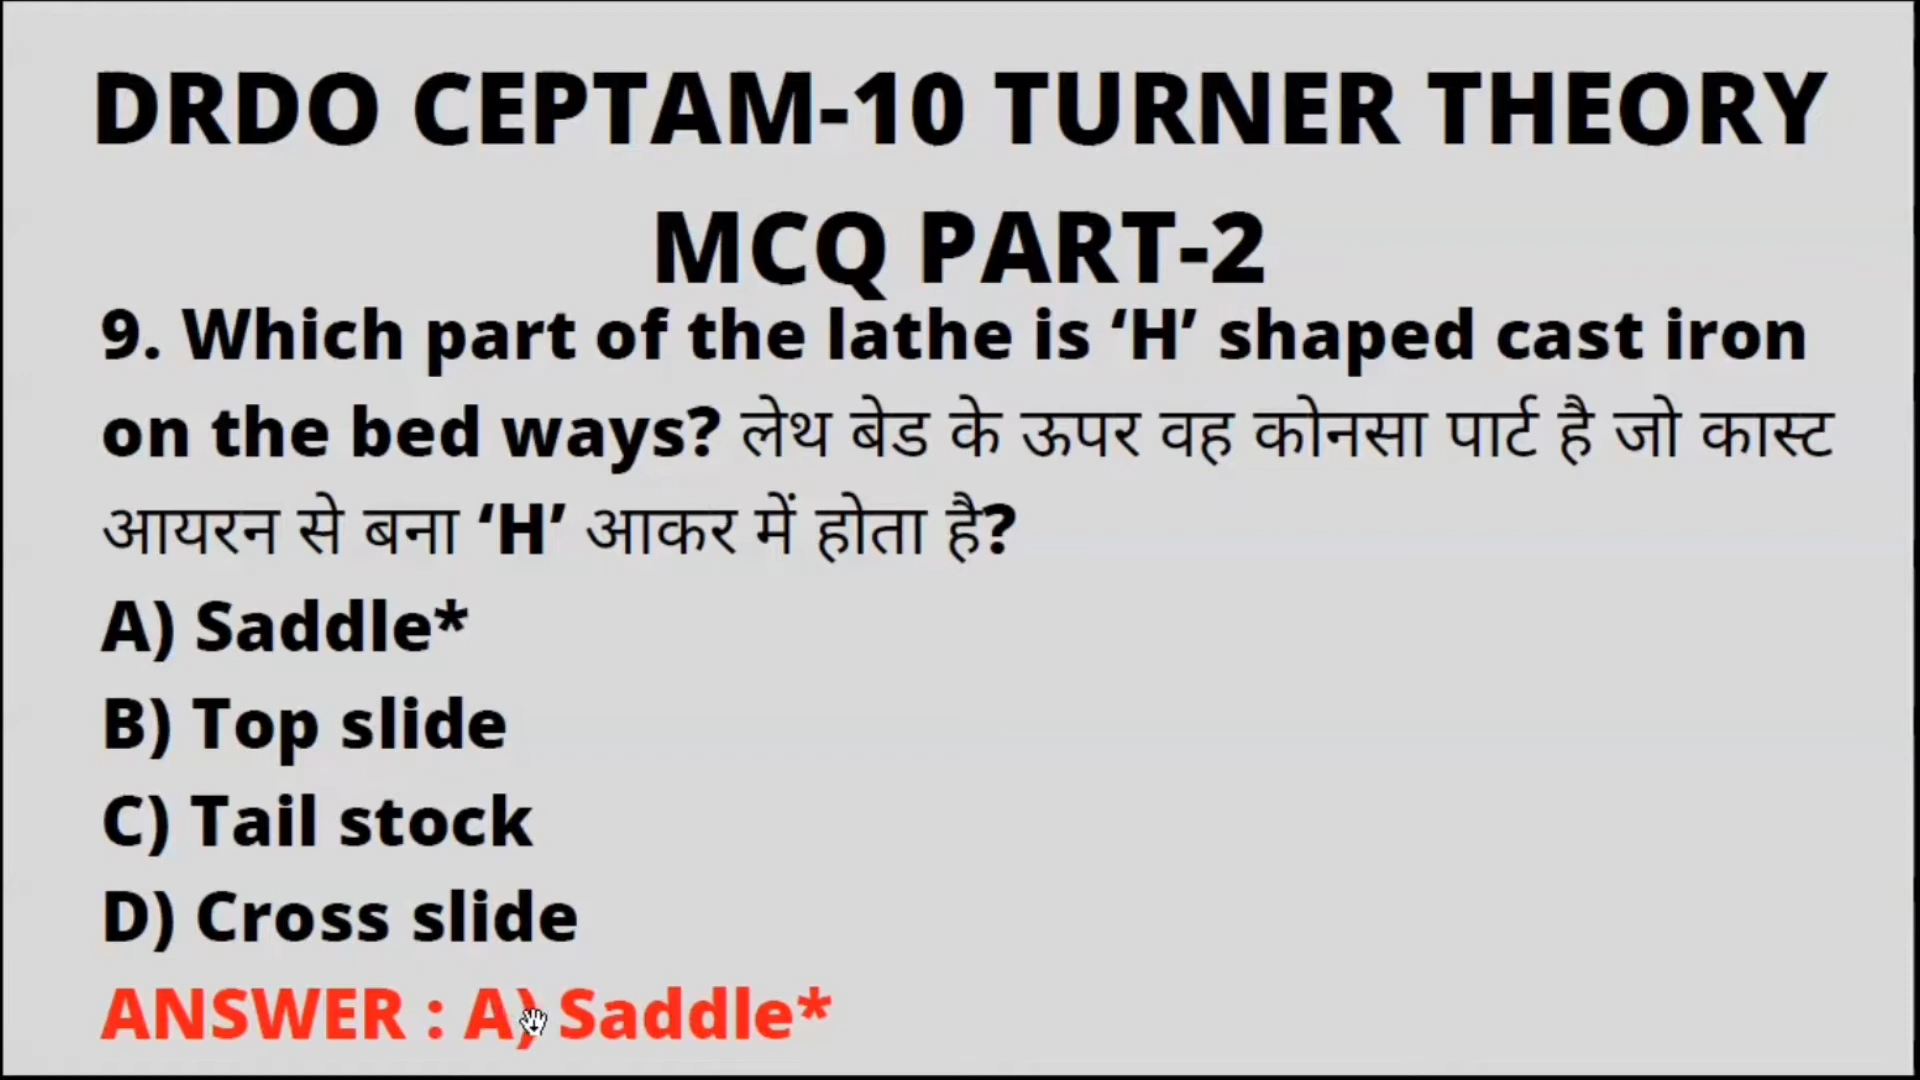 DRDO CEPTAM-10 TURNER THEORY
MCQ PART-2
9. Which part of the lathe is ‘H’ shaped cast iron
on the bed ways? लेथ बेड के ऊपर वह कोनसा पार्ट है जो कास्ट
आयरन से बना ‘H’ आकर में होता है?
A) Saddle*
B) Top slide
C) Tail stock
D) Cross slide
ANSWER : A) Saddle*